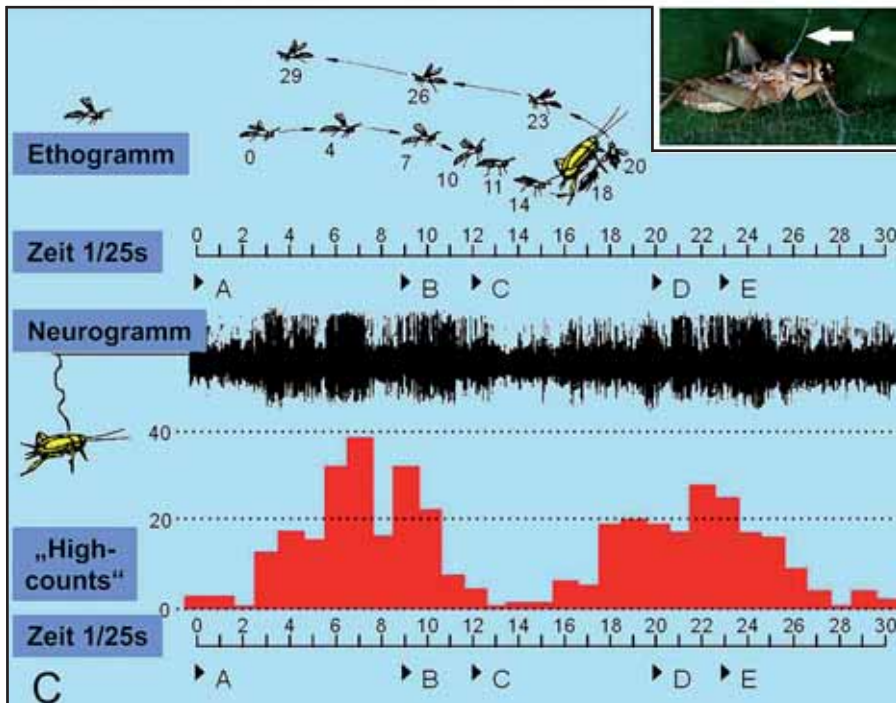 29
26
23
0
4
7
10
11
14
18
20
Ethogramm
Zeit 1/25s
0 2 4 6 8 10 12 14 16 18 20 22 24 26 28 30
A B C D E
Neurogramm
40
20
0
„High-
counts“
Zeit 1/25s
0 2 4 6 8 10 12 14 16 18 20 22 24 26 28 30
A B C D E
C